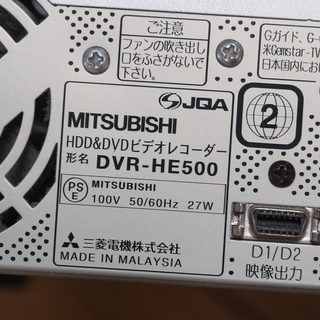 ご注意
ファンの吹き出し
口をふさがないで
下さい。
Gガイド、G-G
米Gemstar-TV
日本国内にお
JQA
2
MITSUBISHI
HDD&DVDビデオレコーダー
形名 DVR-HE500
PS
E
MITSUBISHI
100V 50/60Hz 27W
三菱電機株式会社
MADE IN MALAYSIA
D1/D2
映像出力